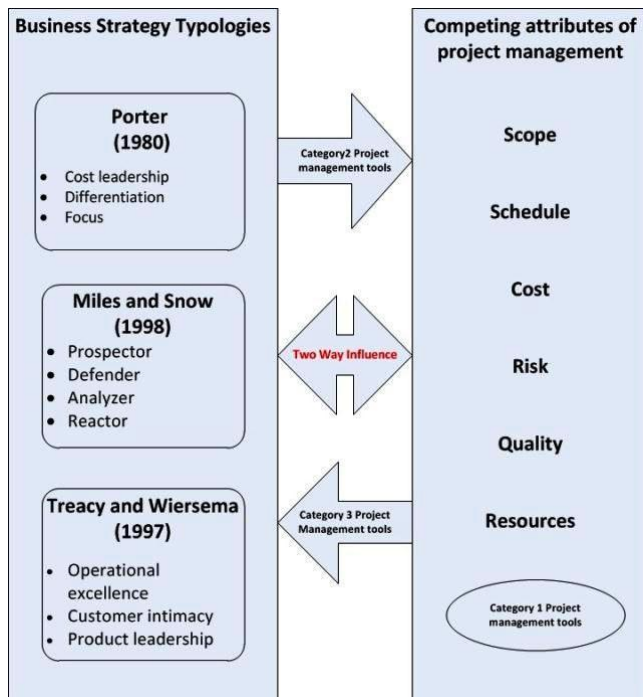 Business Strategy Typologies
Porter
(1980)
• Cost leadership
• Differentiation
• Focus
Miles and Snow
(1998)
• Prospector
• Defender
• Analyzer
• Reactor
Treacy and Wiersema
(1997)
• Operational
excellence
• Customer intimacy
• Product leadership
Category2 Project
management tools
Two Way Influence
Category 3 Project
Management tools
Competing attributes of
project management
Scope
Schedule
Cost
Risk
Quality
Resources
Category 1 Project
management tools